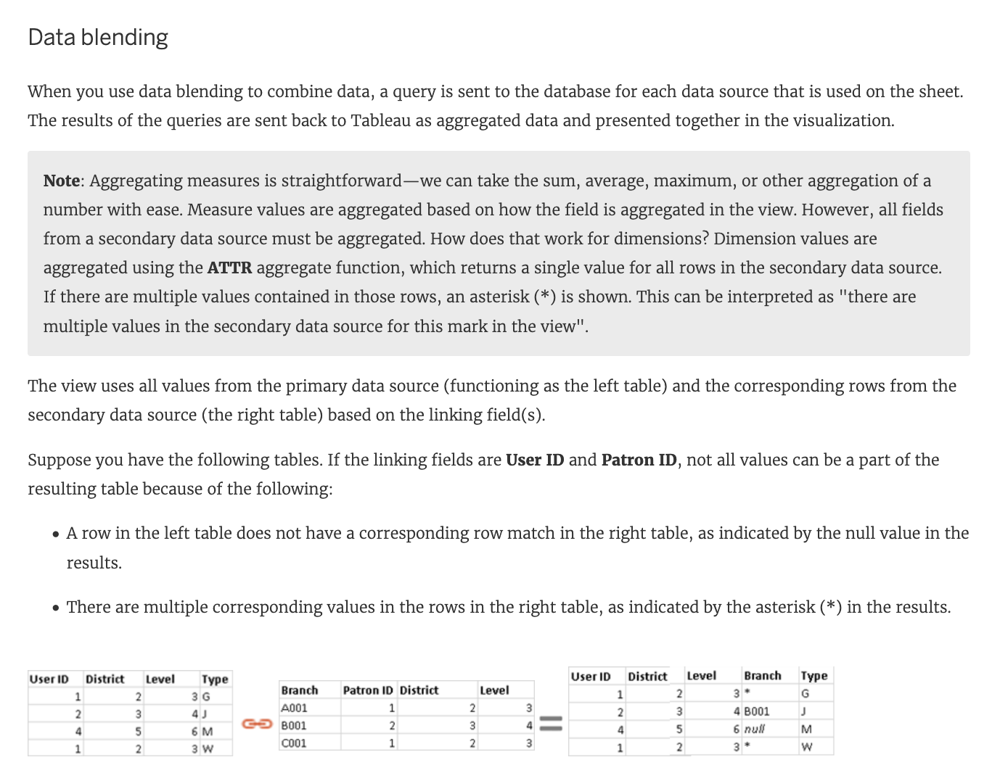 Data blending
When you use data blending to combine data, a query is sent to the database for each data source that is used on the sheet.
The results of the queries are sent back to Tableau as aggregated data and presented together in the visualization.
Note: Aggregating measures is straightforward—we can take the sum, average, maximum, or other aggregation of a
number with ease. Measure values are aggregated based on how the field is aggregated in the view. However, all fields
from a secondary data source must be aggregated. How does that work for dimensions? Dimension values are
aggregated using the ATTR aggregate function, which returns a single value for all rows in the secondary data source.
If there are multiple values contained in those rows, an asterisk (*) is shown. This can be interpreted as "there are
multiple values in the secondary data source for this mark in the view".
The view uses all values from the primary data source (functioning as the left table) and the corresponding rows from the
secondary data source (the right table) based on the linking field(s).
Suppose you have the following tables. If the linking fields are User ID and Patron ID, not all values can be a part of the
resulting table because of the following:
• A row in the left table does not have a corresponding row match in the right table, as indicated by the null value in the
results.
• There are multiple corresponding values in the rows in the right table, as indicated by the asterisk (*) in the results.
User ID District Level Type
1 2 3 G
2 3 4 J
4 5 6 M
1 2 3 W
Branch Patron ID District Level
A001 1 2 3
B001 2 3 4
C001 1 2 3
User ID District Level Branch Type
1 2 3 * G
2 3 4 B001 J
4 5 6 null M
1 2 3 * W